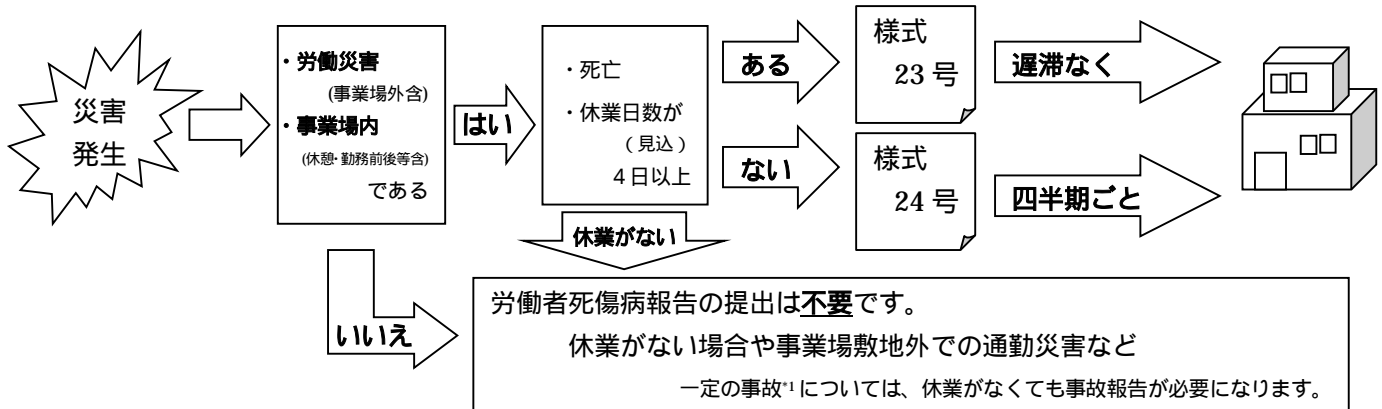 災害
発生
・労働災害
(事業場外含)
・事業場内
(休憩・勤務前後等含)
である
はい
・死亡
・休業日数が
(見込)
4日以上
ある
様式
23号
遅滞なく
ない
様式
24号
四半期ごと
休業がない
いいえ
労働者死傷病報告の提出は不要です。
休業がない場合や事業場敷地外での通勤災害など
一定の事故*1については、休業がなくても事故報告が必要になります。